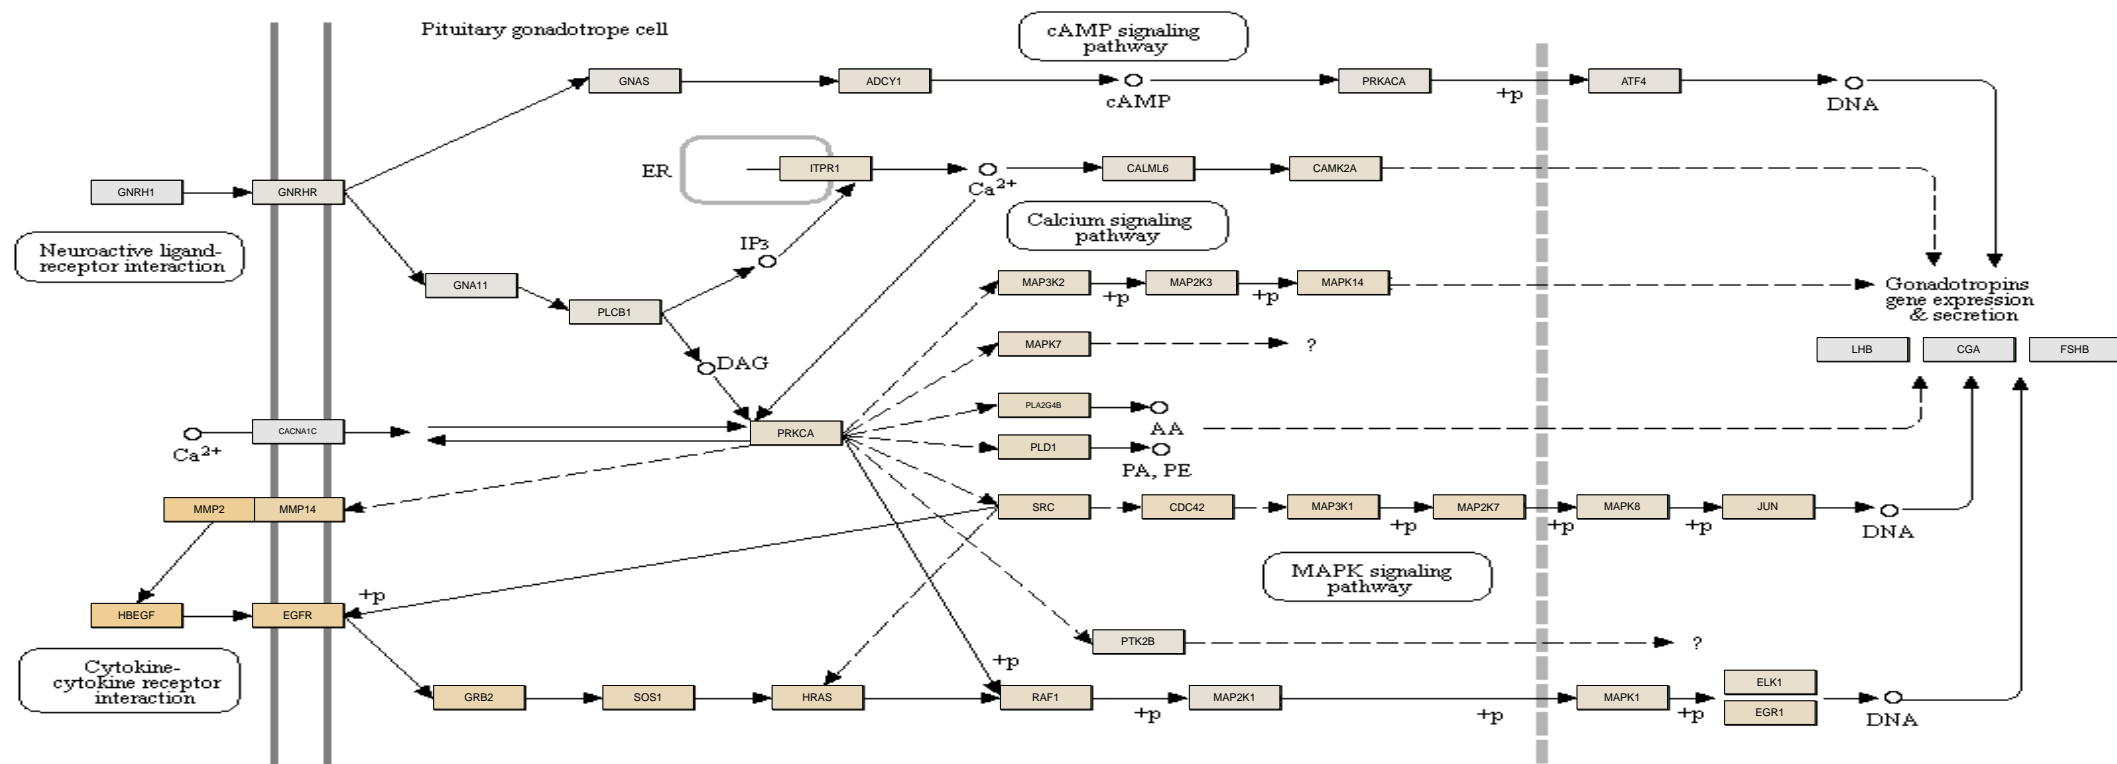 Pituitary gonadotrope cell
cAMP signaling
pathway
GNAS
ADCY1
cAMP
PRKACA
+p
ATF4
DNA
ER
ITPR1
Ca2+
CALML6
CAMK2A
GNRH1
GNRHR
Neuroactive ligand-
receptor interaction
Calcium signaling
pathway
IP3
GNA11
PLCB1
DAG
MAP3K2
+p
MAP2K3
+p
MAPK14
Gonadotropins
gene expression
& secretion
MAPK7
?
LHB
CGA
FSHB
PLA2G4B
AA
Ca2+
CACNA1C
PRKCA
PLD1
PA, PE
MMP2
MMP14
SRC
CDC42
MAP3K1
+p
MAP2K7
+p
MAPK8
+p
JUN
DNA
MAPK signaling
pathway
HBEGF
EGFR
+p
PTK2B
?
Cytokine-
cytokine receptor
interaction
GRB2
SOS1
HRAS
+p
RAF1
+p
MAP2K1
+p
MAPK1
+p
ELK1
EGR1
DNA